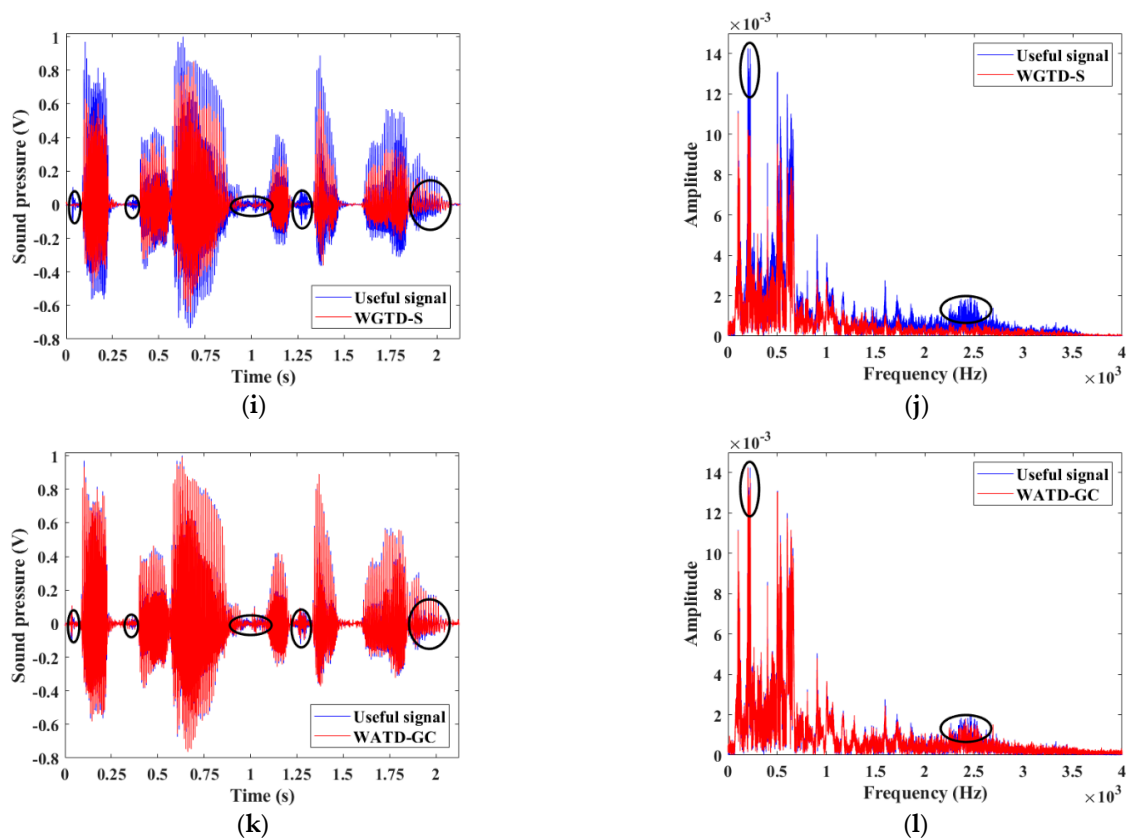 1
0.8
0.6
0.4
0.2
0
-0.2
-0.4
-0.6
-0.8
Sound pressure (V)
Useful signal
WGTD-S
0 0.25 0.5 0.75 1 1.25 1.5 1.75 2
Time (s)
(i)
× 10⁻³
14
12
10
8
6
4
2
0
Amplitude
Useful signal
WGTD-S
0 0.5 1 1.5 2 2.5 3 3.5 4
Frequency (Hz)
× 10³
(j)
1
0.8
0.6
0.4
0.2
0
-0.2
-0.4
-0.6
-0.8
Sound pressure (V)
Useful signal
WATD-GC
0 0.25 0.5 0.75 1 1.25 1.5 1.75 2
Time (s)
(k)
× 10⁻³
14
12
10
8
6
4
2
0
Amplitude
Useful signal
WATD-GC
0 0.5 1 1.5 2 2.5 3 3.5 4
Frequency (Hz)
× 10³
(l)